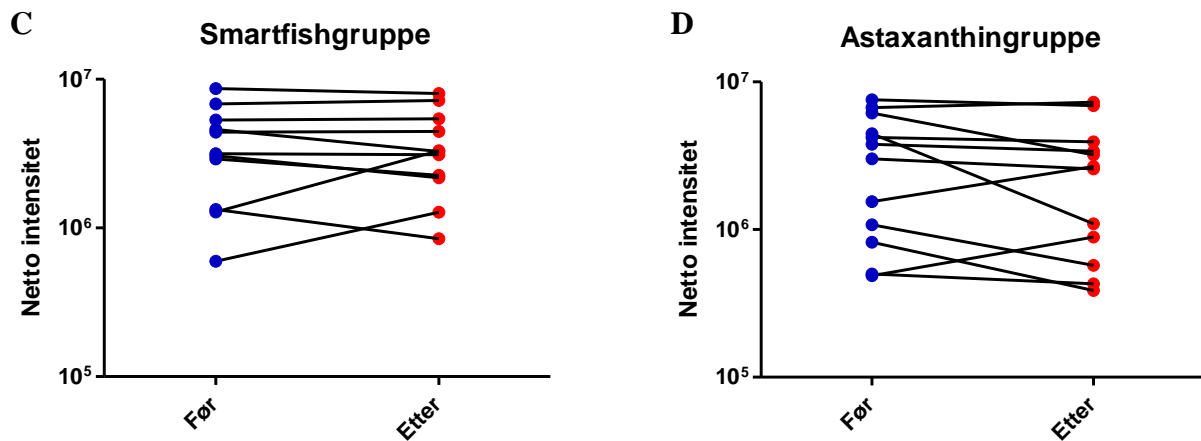 C
Smartfishgruppe
Netto intensitet
10⁷
10⁶
10⁵
Før
Etter
D
Astaxanthingruppe
Netto intensitet
10⁷
10⁶
10⁵
Før
Etter